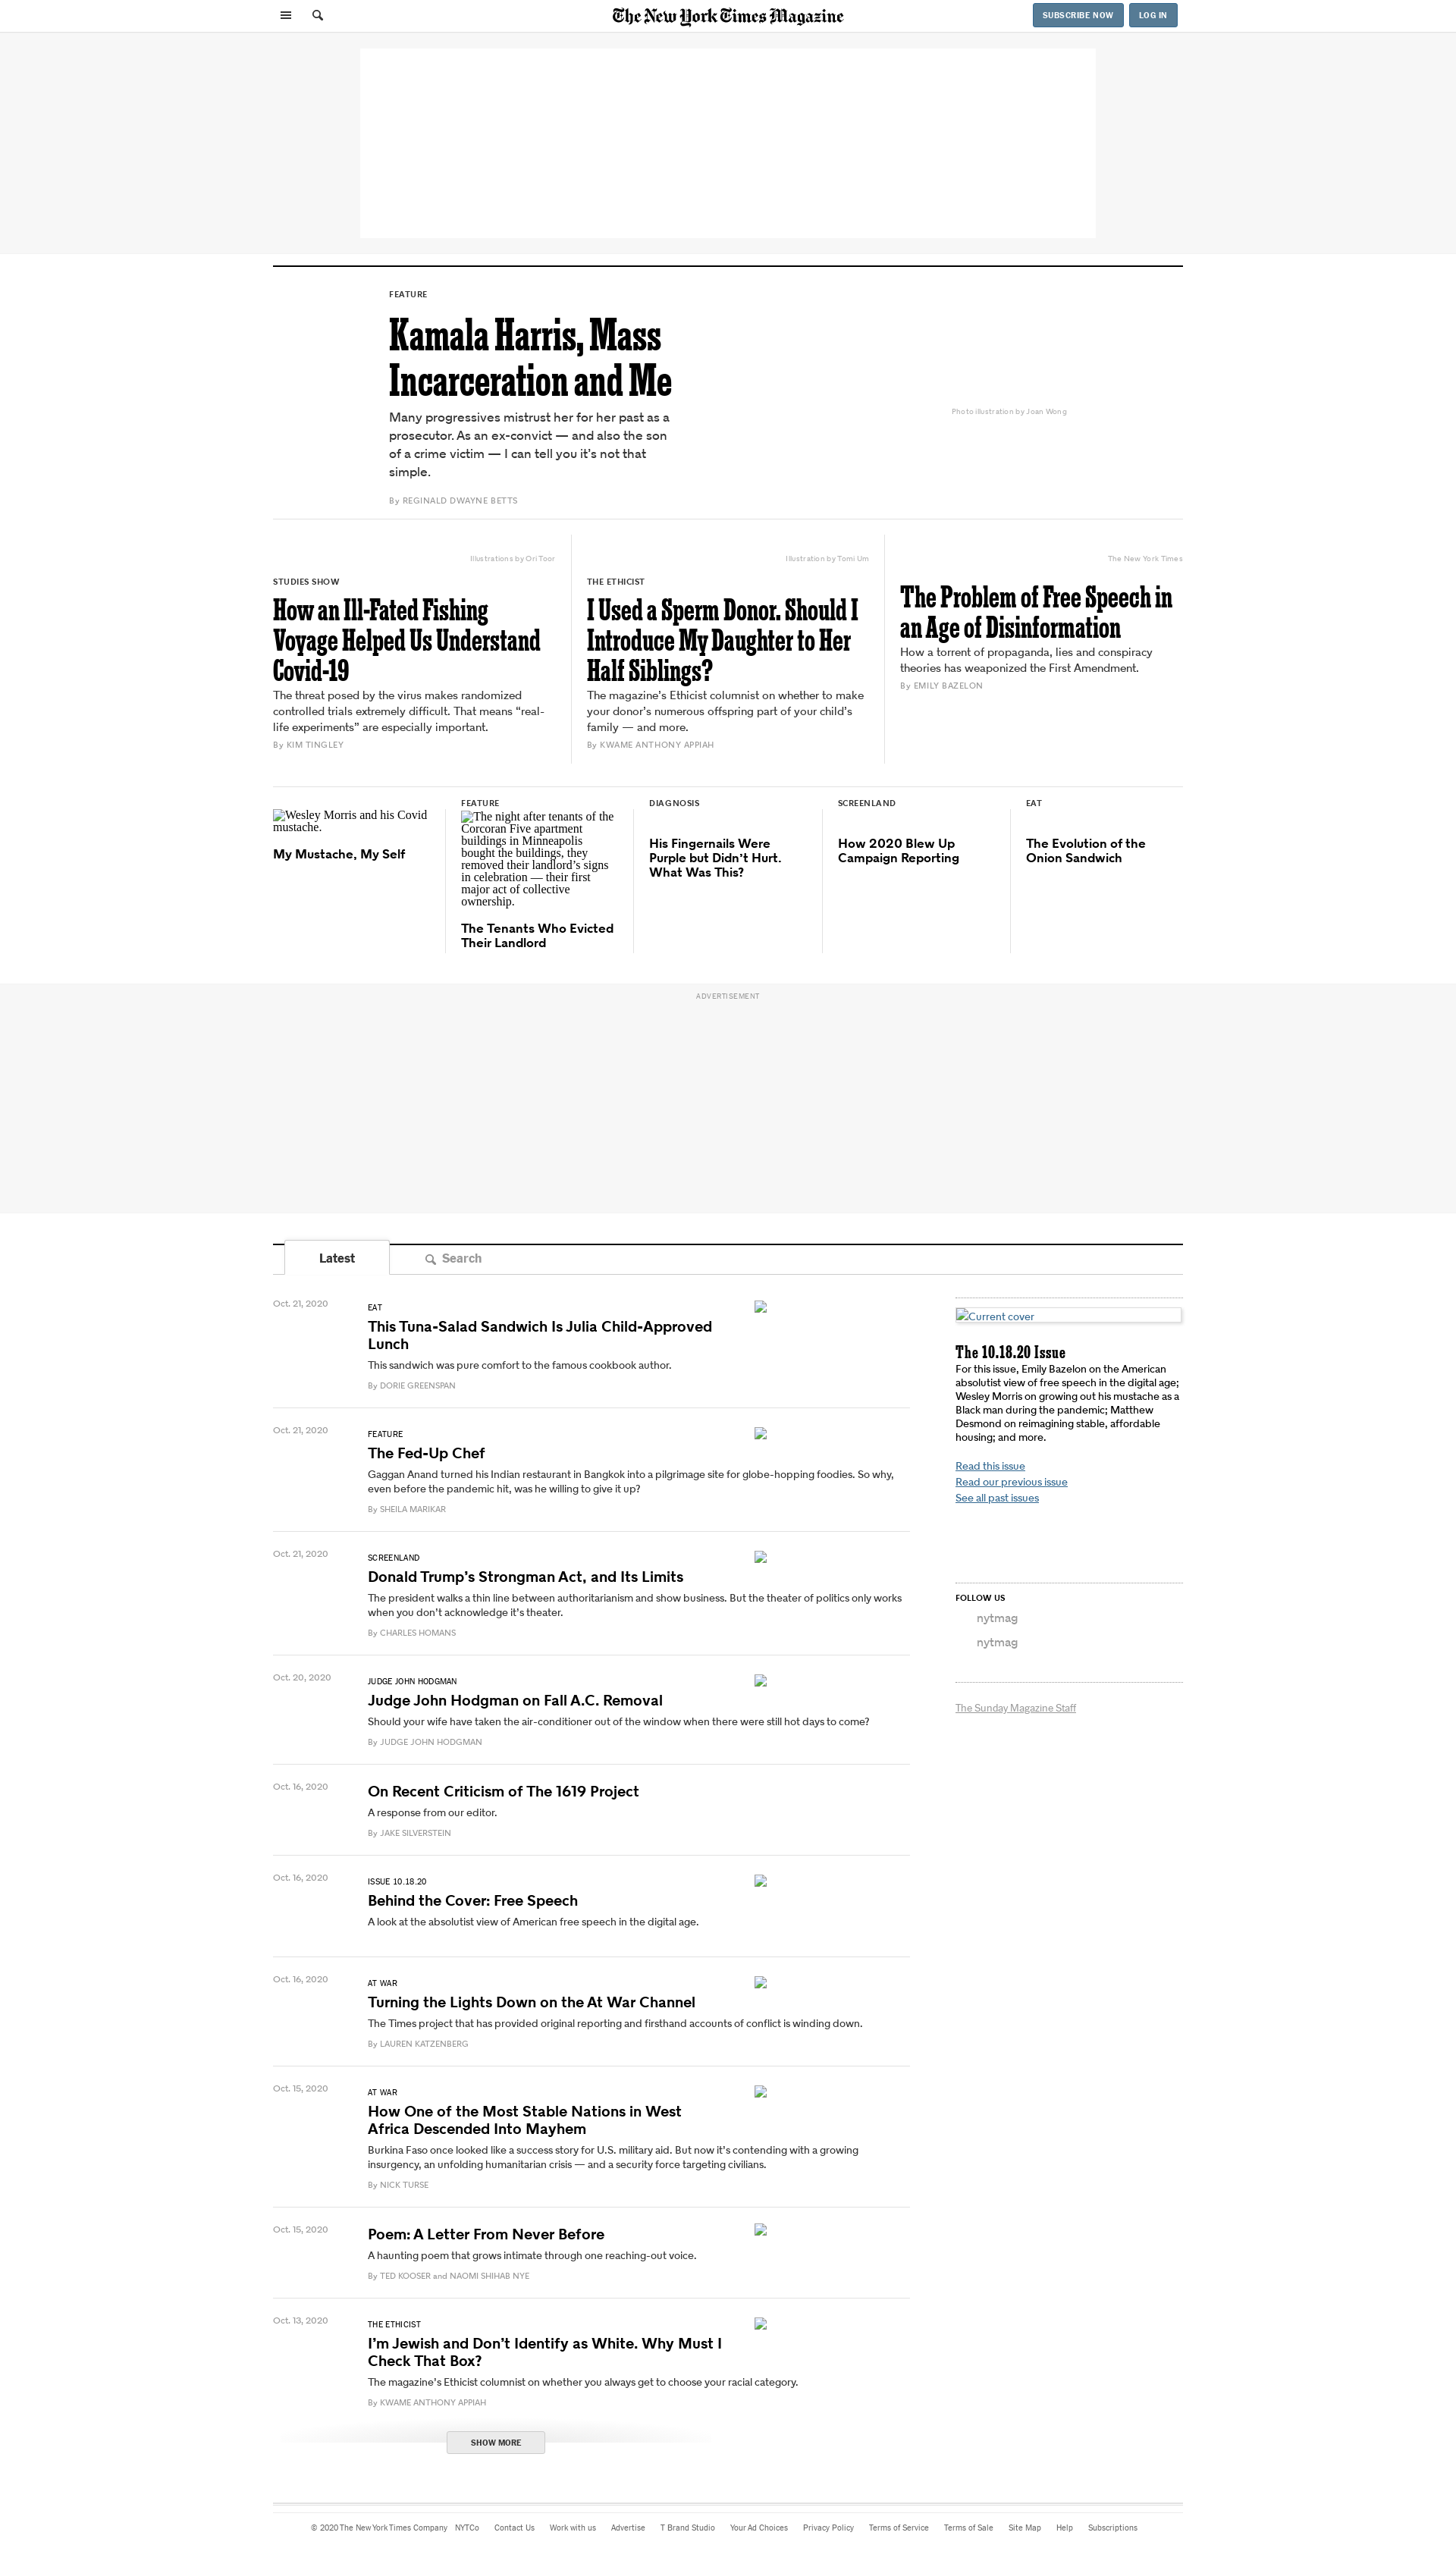 The New York Times Magazine
SUBSCRIBE NOW
LOG IN
FEATURE
Kamala Harris, Mass
Incarceration and Me
Many progressives mistrust her for her past as a
prosecutor. As an ex-convict — and also the son
of a crime victim — I can tell you it’s not that
simple.
By REGINALD DWAYNE BETTS
Photo illustration by Joan Wong
Illustrations by Ori Toor
STUDIES SHOW
How an Ill-Fated Fishing
Voyage Helped Us Understand
Covid-19
The threat posed by the virus makes randomized
controlled trials extremely difficult. That means “real-
life experiments” are especially important.
By KIM TINGLEY
Illustration by Tomi Um
THE ETHICIST
I Used a Sperm Donor. Should I
Introduce My Daughter to Her
Half Siblings?
The magazine’s Ethicist columnist on whether to make
your donor’s numerous offspring part of your child’s
family — and more.
By KWAME ANTHONY APPIAH
The New York Times
The Problem of Free Speech in
an Age of Disinformation
How a torrent of propaganda, lies and conspiracy
theories has weaponized the First Amendment.
By EMILY BAZELON
Wesley Morris and his Covid
mustache.
My Mustache, My Self
FEATURE
The night after tenants of the
Corcoran Five apartment
buildings in Minneapolis
bought the buildings, they
removed their landlord’s signs
in celebration — their first
major act of collective
ownership.
The Tenants Who Evicted
Their Landlord
DIAGNOSIS
His Fingernails Were
Purple but Didn’t Hurt.
What Was This?
SCREENLAND
How 2020 Blew Up
Campaign Reporting
EAT
The Evolution of the
Onion Sandwich
ADVERTISEMENT
Latest
Search
Oct. 21, 2020
EAT
This Tuna-Salad Sandwich Is Julia Child-Approved
Lunch
This sandwich was pure comfort to the famous cookbook author.
By DORIE GREENSPAN
Oct. 21, 2020
FEATURE
The Fed-Up Chef
Gaggan Anand turned his Indian restaurant in Bangkok into a pilgrimage site for globe-hopping foodies. So why,
even before the pandemic hit, was he willing to give it up?
By SHEILA MARIKAR
Oct. 21, 2020
SCREENLAND
Donald Trump’s Strongman Act, and Its Limits
The president walks a thin line between authoritarianism and show business. But the theater of politics only works
when you don’t acknowledge it’s theater.
By CHARLES HOMANS
Oct. 20, 2020
JUDGE JOHN HODGMAN
Judge John Hodgman on Fall A.C. Removal
Should your wife have taken the air-conditioner out of the window when there were still hot days to come?
By JUDGE JOHN HODGMAN
Oct. 16, 2020
On Recent Criticism of The 1619 Project
A response from our editor.
By JAKE SILVERSTEIN
Oct. 16, 2020
ISSUE 10.18.20
Behind the Cover: Free Speech
A look at the absolutist view of American free speech in the digital age.
Oct. 16, 2020
AT WAR
Turning the Lights Down on the At War Channel
The Times project that has provided original reporting and firsthand accounts of conflict is winding down.
By LAUREN KATZENBERG
Oct. 15, 2020
AT WAR
How One of the Most Stable Nations in West
Africa Descended Into Mayhem
Burkina Faso once looked like a success story for U.S. military aid. But now it’s contending with a growing
insurgency, an unfolding humanitarian crisis — and a security force targeting civilians.
By NICK TURSE
Oct. 15, 2020
Poem: A Letter From Never Before
A haunting poem that grows intimate through one reaching-out voice.
By TED KOOSER and NAOMI SHIHAB NYE
Oct. 13, 2020
THE ETHICIST
I’m Jewish and Don’t Identify as White. Why Must I
Check That Box?
The magazine’s Ethicist columnist on whether you always get to choose your racial category.
By KWAME ANTHONY APPIAH
SHOW MORE
Current cover
The 10.18.20 Issue
For this issue, Emily Bazelon on the American
absolutist view of free speech in the digital age;
Wesley Morris on growing out his mustache as a
Black man during the pandemic; Matthew
Desmond on reimagining stable, affordable
housing; and more.
Read this issue
Read our previous issue
See all past issues
FOLLOW US
nytmag
nytmag
The Sunday Magazine Staff
© 2020 The New York Times Company NYTCo Contact Us Work with us Advertise T Brand Studio Your Ad Choices Privacy Policy Terms of Service Terms of Sale Site Map Help Subscriptions